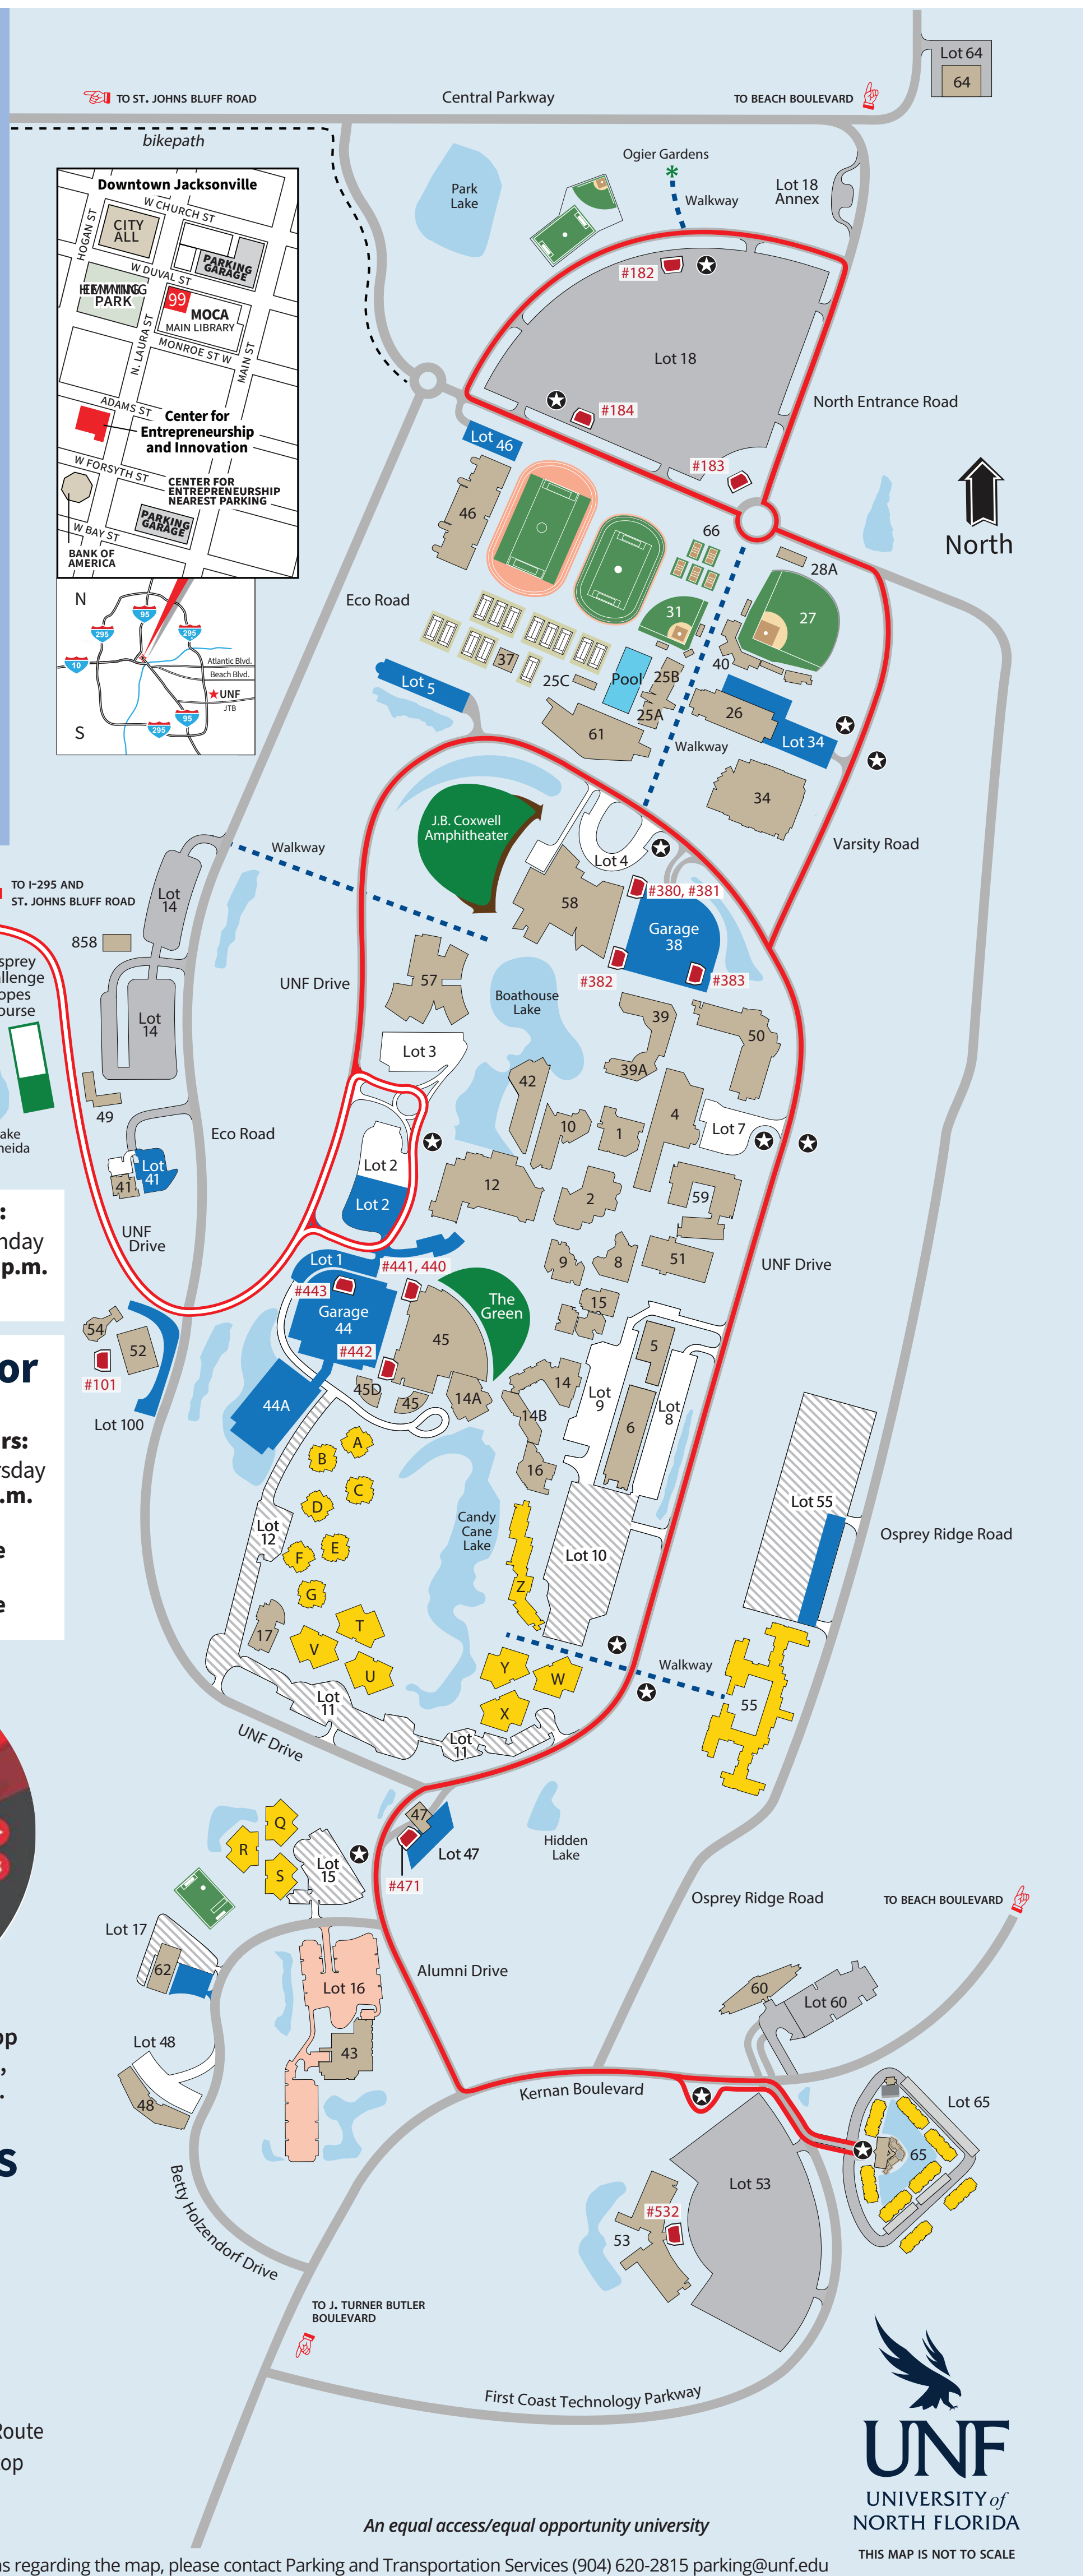 Lot 64
64
TO ST. JOHNS BLUFF ROAD
Central Parkway
TO BEACH BOULEVARD
bikepath
Ogier Gardens
Walkway
Park
Lake
Lot 18
Annex
Downtown Jacksonville
W CHURCH ST
HOGAN ST
CITY
ALL
PARKING
GARAGE
W DUVAL ST
HEMMING
PARK
99
MOCA
MAIN LIBRARY
N. LAURA ST
MONROE ST W
MAIN ST
ADAMS ST
Center for
Entrepreneurship
and Innovation
W FORSYTH ST
CENTER FOR
ENTREPRENEURSHIP
NEAREST PARKING
PARKING
GARAGE
W BAY ST
BANK OF
AMERICA
#182
Lot 18
#184
#183
North Entrance Road
Lot 46
46
66
North
28A
27
31
40
Eco Road
N
95
295
295
10
Atlantic Blvd.
Beach Blvd.
UNF
JTB
95
295
S
37
25C
Pool
25B
25A
Lot 5
61
26
Walkway
Lot 34
34
Varsity Road
J.B. Coxwell
Amphitheater
Lot 4
Walkway
58
#380, #381
Garage
38
#382
#383
TO I-295 AND
ST. JOHNS BLUFF ROAD
Lot
14
858
sprey
llenge
opes
ourse
Lot
14
UNF Drive
57
Boathouse
Lake
39
50
39A
Lot 3
42
10
1
4
Lot 7
49
ake
neida
Eco Road
Lot
41
41
Lot 2
Lot 2
12
2
59
:
nday
p.m.
UNF
Drive
9
8
51
UNF Drive
Lot 1
#441, 440
#443
Garage
44
The
Green
15
45
5
54
52
#101
#442
45D
45
14A
14
14B
Lot
9
6
Lot
8
or
Lot 100
44A
rs:
rsday
.m.
A
B
C
D
E
F
G
16
Lot
12
Candy
Cane
Lake
Z
Lot 10
Lot 55
Osprey Ridge Road
e
e
17
T
V
U
Y
W
X
Walkway
55
Lot
11
Lot
11
UNF Drive
Q
R
S
Lot
15
47
Lot 47
#471
Hidden
Lake
Osprey Ridge Road
TO BEACH BOULEVARD
Lot 17
62
Alumni Drive
Lot 16
60
Lot 60
op
,
.
Lot 48
48
43
Kernan Boulevard
Lot 65
65
s
Betty Holzendorf Drive
Lot 53
#532
53
TO J. TURNER BUTLER
BOULEVARD
First Coast Technology Parkway
Route
top
UNF
UNIVERSITY of
NORTH FLORIDA
An equal access/equal opportunity university
THIS MAP IS NOT TO SCALE
ns regarding the map, please contact Parking and Transportation Services (904) 620-2815 parking@unf.edu